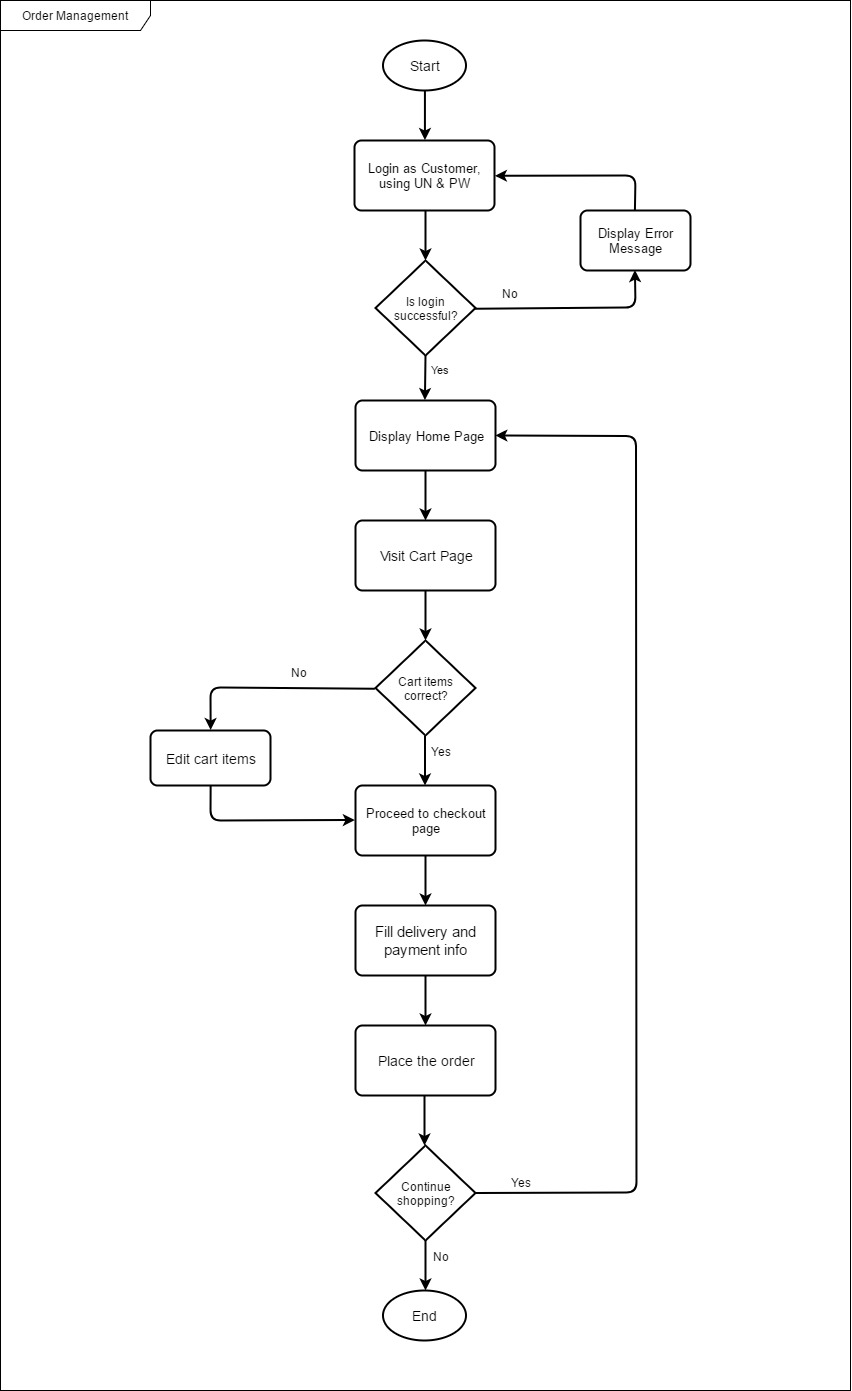 Order Management
Start
Login as Customer,
using UN & PW
Display Error
Message
Is login
successful?
No
Yes
Display Home Page
Visit Cart Page
Cart items
correct?
No
Yes
Edit cart items
Proceed to checkout
page
Fill delivery and
payment info
Place the order
Continue
shopping?
Yes
No
End